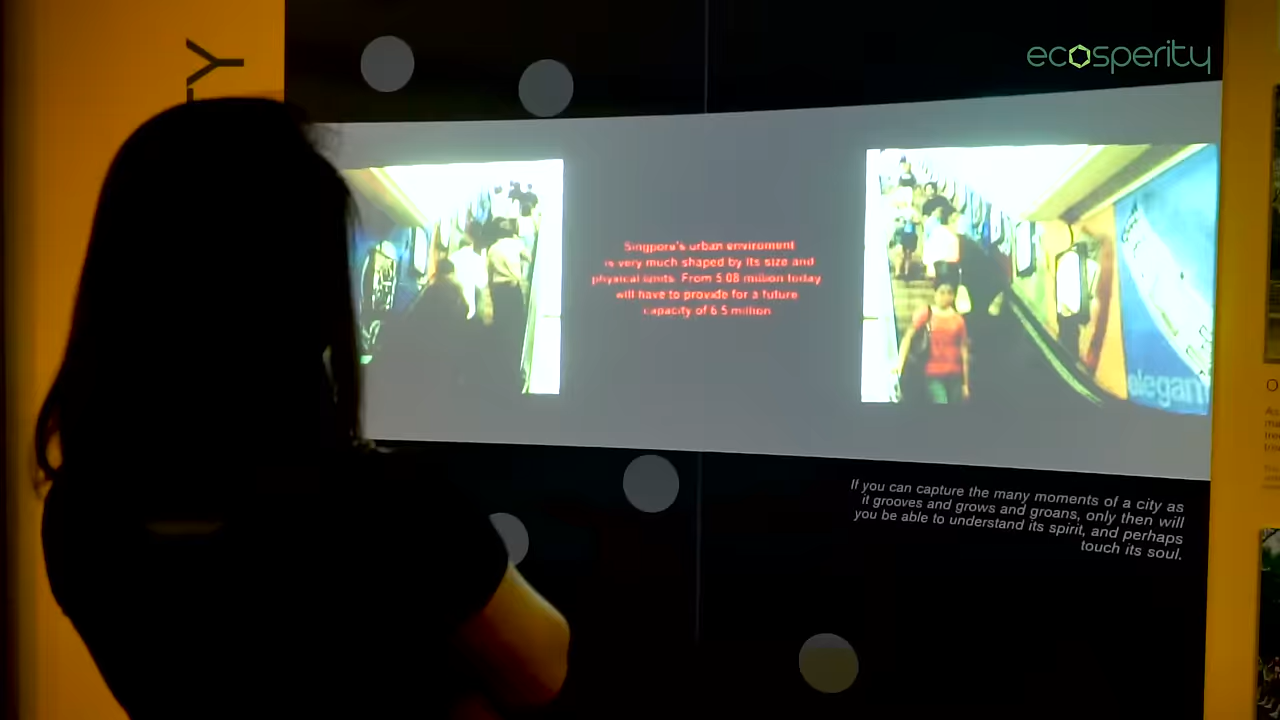 ecosperity
TY
Singpore's urban enviroment
is very much shaped by its size and
physical limits. From 5.08 million today
will have to provide for a future
capacity of 6.5 million
elegan
If you can capture the many moments of a city as
it grooves and grows and groans, only then will
you be able to understand its spirit, and perhaps
touch its soul.